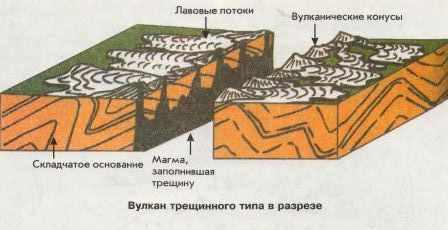 Лавовые потоки
Вулканические конусы
Складчатое основание
Магма,
заполнившая
трещину
Вулкан трещинного типа в разрезе